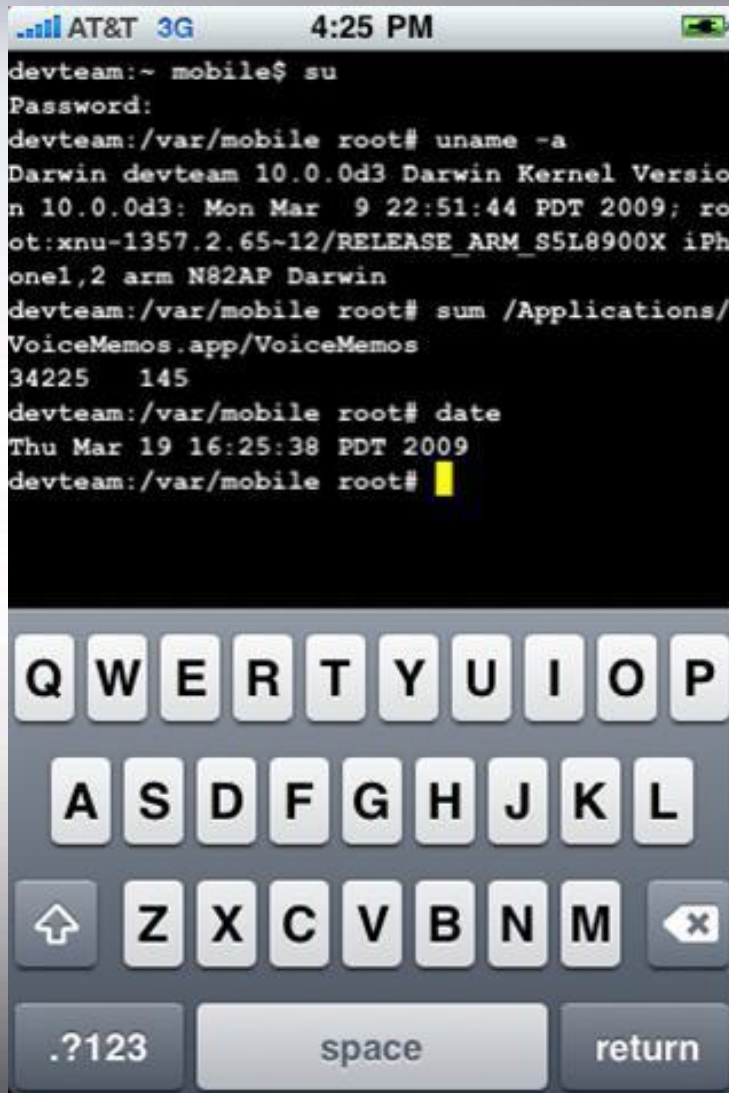 AT&T 3G 4:25 PM
devteam:~ mobile$ su
Password:
devteam:/var/mobile root# uname -a
Darwin devteam 10.0.0d3 Darwin Kernel Versio
n 10.0.0d3: Mon Mar  9 22:51:44 PDT 2009; ro
ot:xnu-1357.2.65~12/RELEASE_ARM_S5L8900X iPh
one1,2 arm N82AP Darwin
devteam:/var/mobile root# sum /Applications/
VoiceMemos.app/VoiceMemos
34225   145
devteam:/var/mobile root# date
Thu Mar 19 16:25:38 PDT 2009
devteam:/var/mobile root#
Q W E R T Y U I O P
A S D F G H J K L
Z X C V B N M
.?123 space return